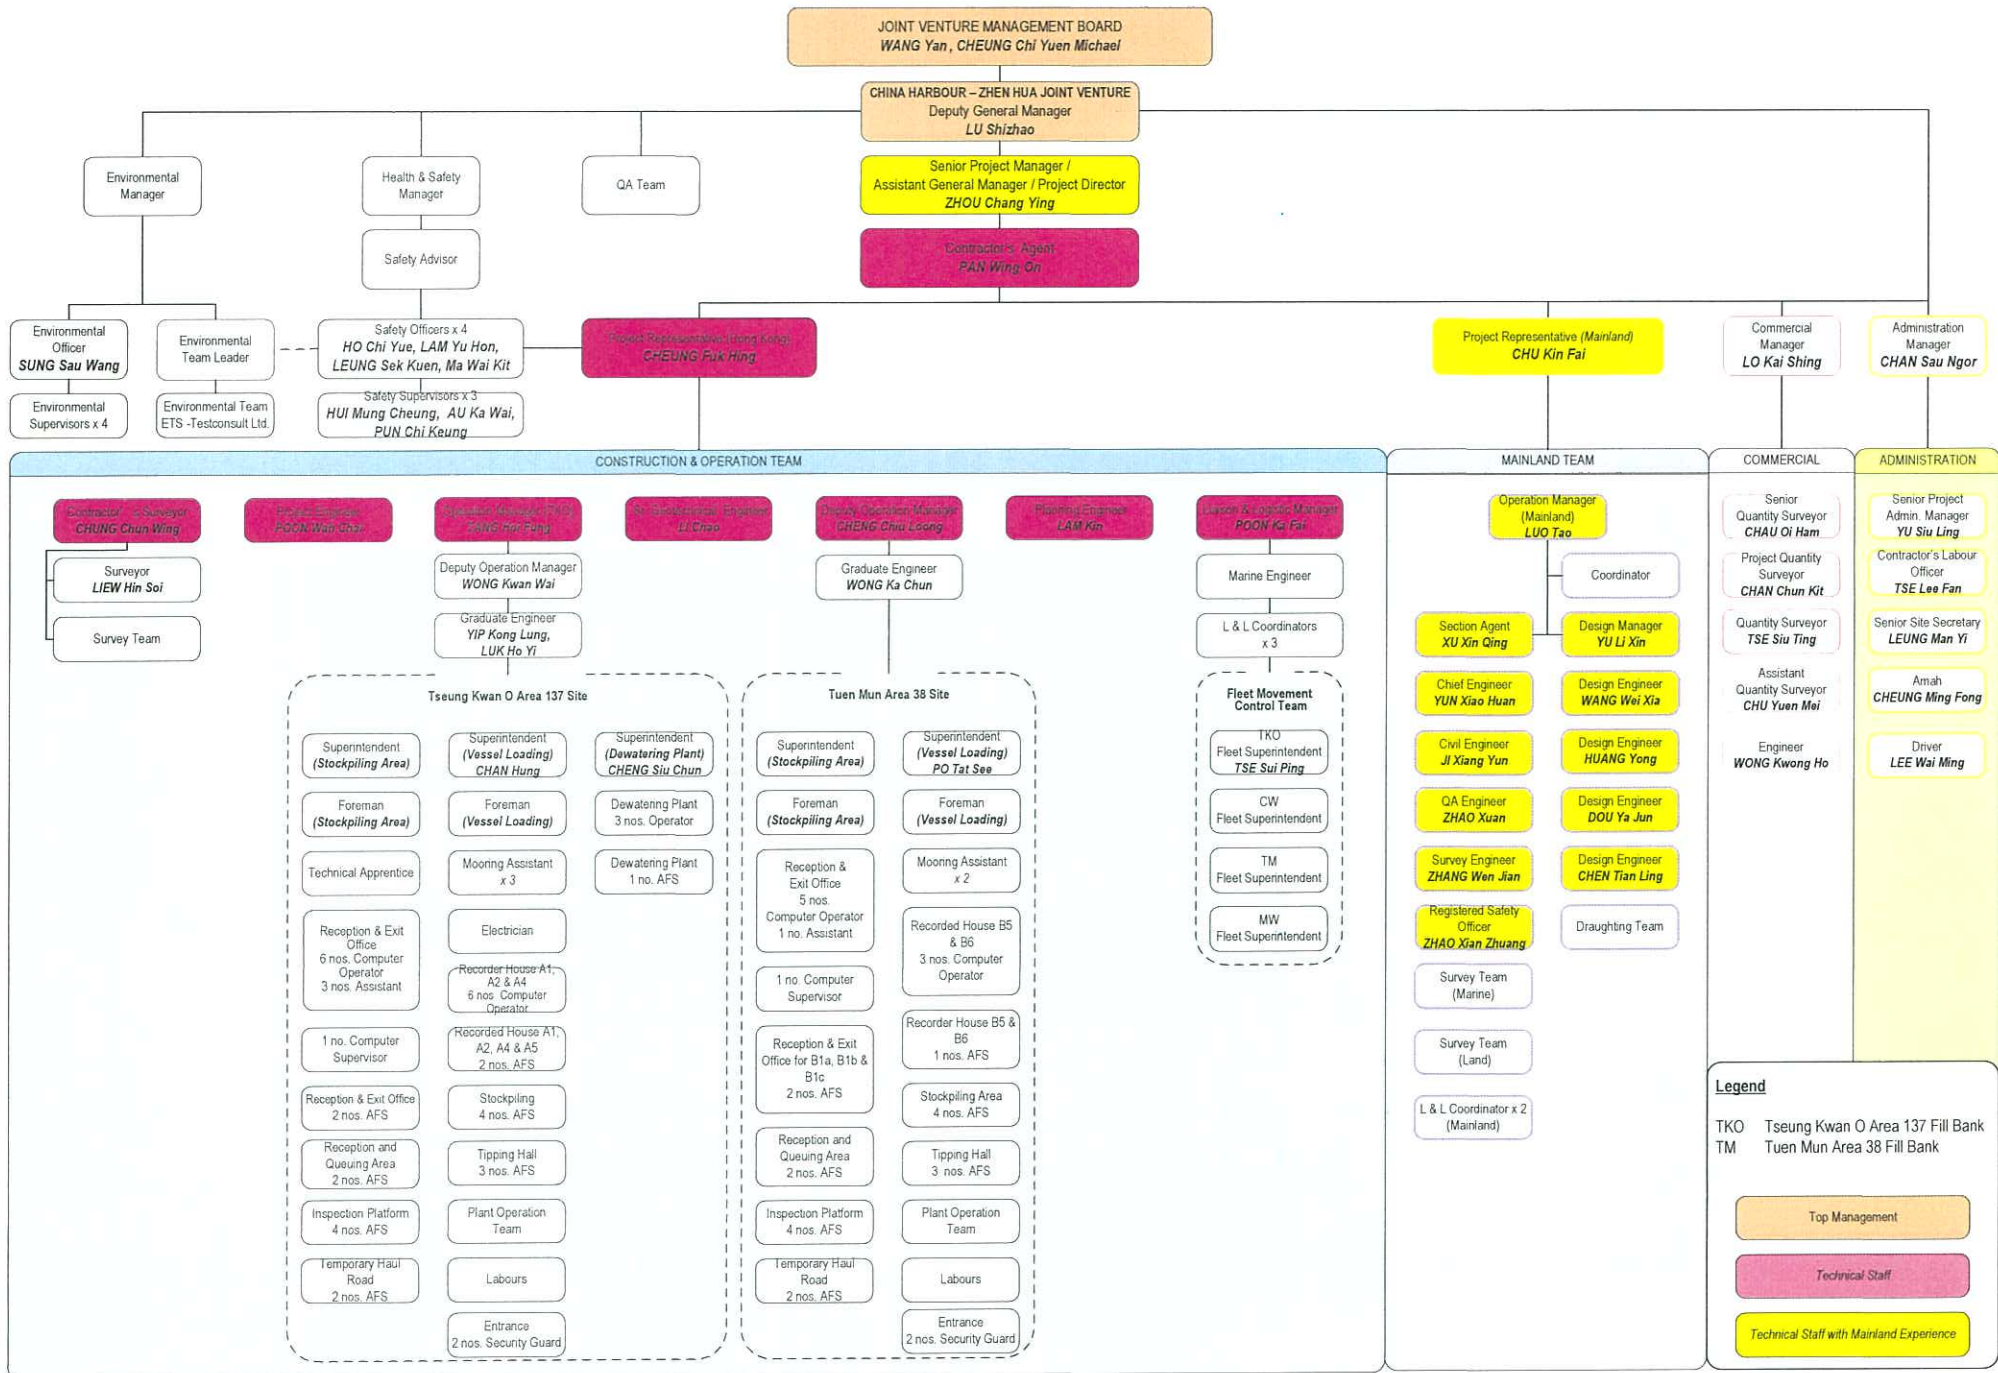 JOINT VENTURE MANAGEMENT BOARD
WANG Yan , CHEUNG Chi Yuen Michael
CHINA HARBOUR – ZHEN HUA JOINT VENTURE
Deputy General Manager
LU Shizhao
Environmental
Manager
Health & Safety
Manager
QA Team
Senior Project Manager /
Assistant General Manager / Project Director
ZHOU Chang Ying
Safety Advisor
Contractor's Agent
PAN Wing On
Environmental
Officer
SUNG Sau Wang
Environmental
Team Leader
Safety Officers x 4
HO Chi Yue, LAM Yu Hon,
LEUNG Sek Kuen, Ma Wai Kit
Project Representative (Hong Kong)
CHEUNG Fuk Hing
Project Representative (Mainland)
CHU Kin Fai
Commercial
Manager
LO Kai Shing
Administration
Manager
CHAN Sau Ngor
Environmental
Supervisors x 4
Environmental Team
ETS -Testconsult Ltd.
Safety Supervisors x 3
HUI Mung Cheung, AU Ka Wai,
PUN Chi Keung
CONSTRUCTION & OPERATION TEAM
Contractor's Surveyor
CHUNG Chun Wing
Surveyor
LIEW Hin Soi
Survey Team
Project Engineer
POON Wan Chai
Operation Manager (TKO)
TANG Hoi Fung
Deputy Operation Manager
WONG Kwan Wai
Graduate Engineer
YIP Kong Lung,
LUK Ho Yi
Sr. Geotechnical Engineer
LI Chao
Deputy Operation Manager
CHENG Chiu Loong
Graduate Engineer
WONG Ka Chun
Planning Engineer
LAM Kin
Liaison & Logistic Manager
POON Ka Fai
Marine Engineer
L & L Coordinators
x 3
Tseung Kwan O Area 137 Site
Superintendent
(Stockpiling Area)
Foreman
(Stockpiling Area)
Technical Apprentice
Reception & Exit
Office
6 nos. Computer
Operator
3 nos. Assistant
1 no. Computer
Supervisor
Reception & Exit Office
2 nos. AFS
Reception and
Queuing Area
2 nos. AFS
Inspection Platform
4 nos. AFS
Temporary Haul
Road
2 nos. AFS
Superintendent
(Vessel Loading)
CHAN Hung
Foreman
(Vessel Loading)
Mooring Assistant
x 3
Electrician
Recorder House A1,
A2 & A4
6 nos Computer
Operator
Recorded House A1,
A2, A4 & A5
2 nos. AFS
Stockpiling
4 nos. AFS
Tipping Hall
3 nos. AFS
Plant Operation
Team
Labours
Entrance
2 nos. Security Guard
Superintendent
(Dewatering Plant)
CHENG Siu Chun
Dewatering Plant
3 nos. Operator
Dewatering Plant
1 no. AFS
Tuen Mun Area 38 Site
Superintendent
(Stockpiling Area)
Foreman
(Stockpiling Area)
Reception &
Exit Office
5 nos.
Computer Operator
1 no. Assistant
1 no. Computer
Supervisor
Reception & Exit
Office for B1a, B1b &
B1c
2 nos. AFS
Reception and
Queuing Area
2 nos. AFS
Inspection Platform
4 nos. AFS
Temporary Haul
Road
2 nos. AFS
Superintendent
(Vessel Loading)
PO Tat See
Foreman
(Vessel Loading)
Mooring Assistant
x 2
Recorded House B5
& B6
3 nos. Computer
Operator
Recorder House B5 &
B6
1 nos. AFS
Stockpiling Area
4 nos. AFS
Tipping Hall
3 nos. AFS
Plant Operation
Team
Labours
Entrance
2 nos. Security Guard
Fleet Movement
Control Team
TKO
Fleet Superintendent
TSE Sui Ping
CW
Fleet Superintendent
TM
Fleet Superintendent
MW
Fleet Superintendent
MAINLAND TEAM
Operation Manager
(Mainland)
LUO Tao
Coordinator
Section Agent
XU Xin Qing
Chief Engineer
YUN Xiao Huan
Civil Engineer
JI Xiang Yun
QA Engineer
ZHAO Xuan
Survey Engineer
ZHANG Wen Jian
Registered Safety
Officer
ZHAO Xian Zhuang
Survey Team
(Marine)
Survey Team
(Land)
L & L Coordinator x 2
(Mainland)
Design Manager
YU Li Xin
Design Engineer
WANG Wei Xia
Design Engineer
HUANG Yong
Design Engineer
DOU Ya Jun
Design Engineer
CHEN Tian Ling
Draughting Team
COMMERCIAL
Senior
Quantity Surveyor
CHAU Oi Ham
Project Quantity
Surveyor
CHAN Chun Kit
Quantity Surveyor
TSE Siu Ting
Assistant
Quantity Surveyor
CHU Yuen Mei
Engineer
WONG Kwong Ho
ADMINISTRATION
Senior Project
Admin. Manager
YU Siu Ling
Contractor's Labour
Officer
TSE Lee Fan
Senior Site Secretary
LEUNG Man Yi
Amah
CHEUNG Ming Fong
Driver
LEE Wai Ming
Legend
TKO Tseung Kwan O Area 137 Fill Bank
TM Tuen Mun Area 38 Fill Bank
Top Management
Technical Staff
Technical Staff with Mainland Experience